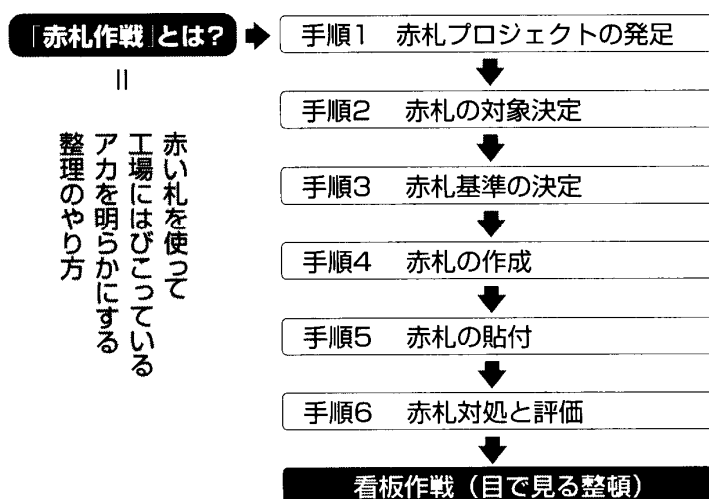 「赤札作戦」とは?
=
赤い札を使って
工場にはびこっている
アカを明らかにする
整理のやり方
手順1 赤札プロジェクトの発足
手順2 赤札の対象決定
手順3 赤札基準の決定
手順4 赤札の作成
手順5 赤札の貼付
手順6 赤札対処と評価
看板作戦(目で見る整頓)